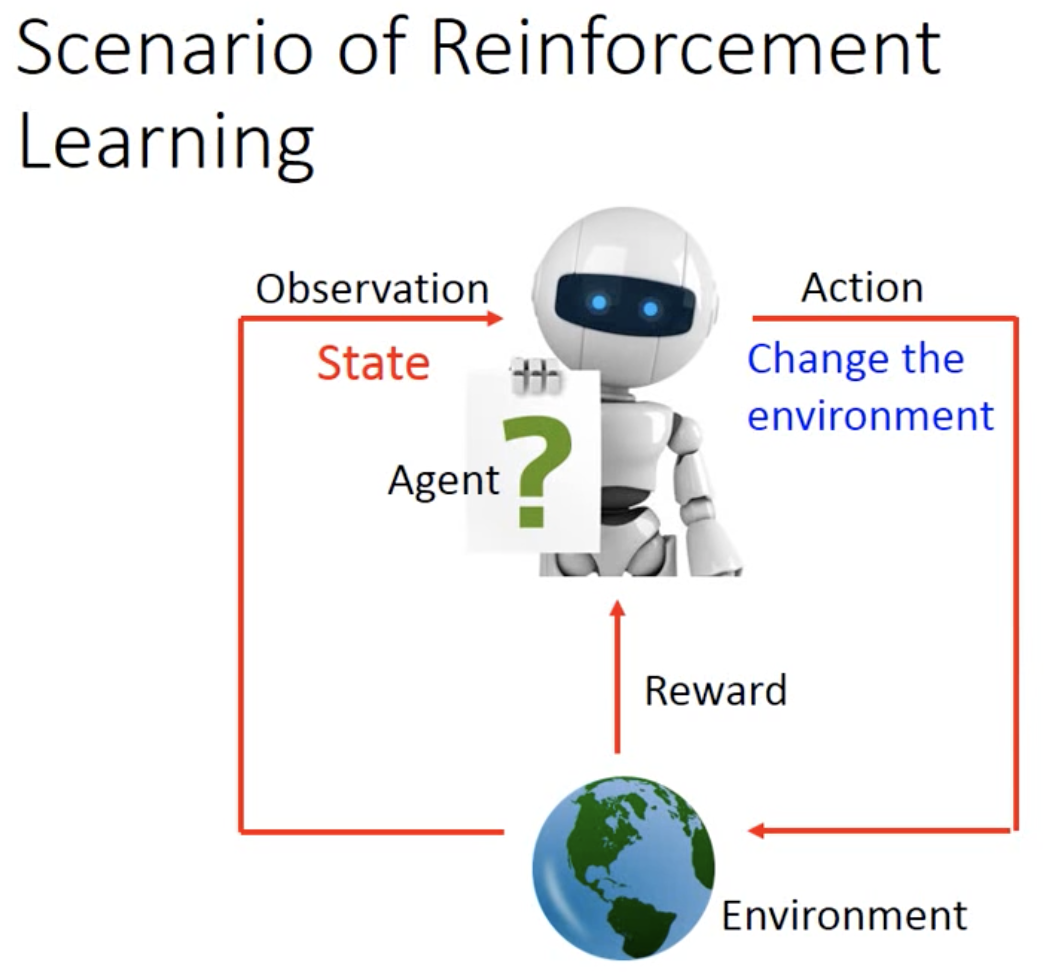 Scenario of Reinforcement
Learning
Observation
State
Action
Change the
environment
Agent
?
Reward
Environment